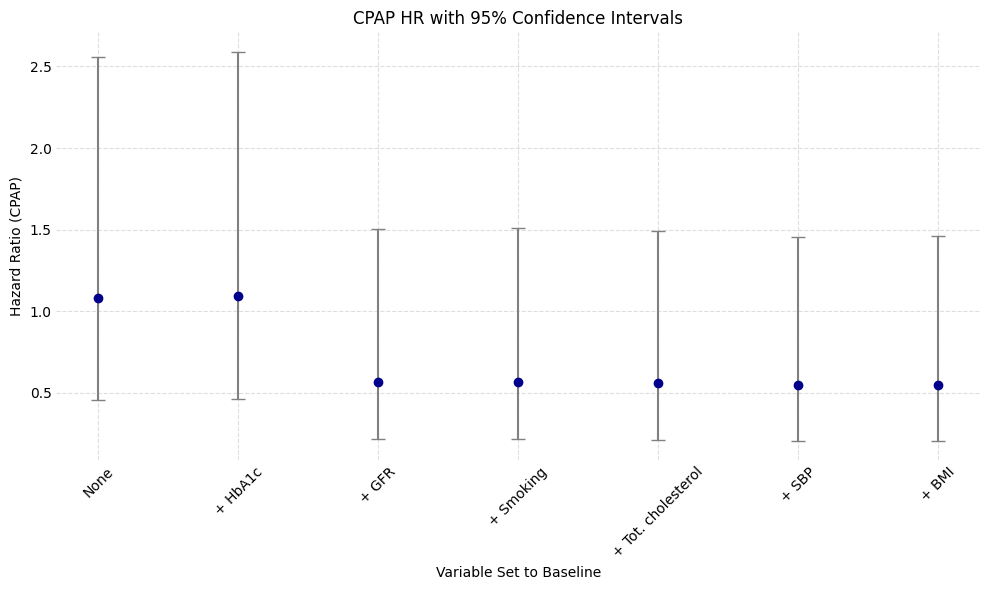 CPAP HR with 95% Confidence Intervals
Hazard Ratio (CPAP)
2.5
2.0
1.5
1.0
0.5
None
+ HbA1c
+ GFR
+ Smoking
+ Tot. cholesterol
+ SBP
+ BMI
Variable Set to Baseline